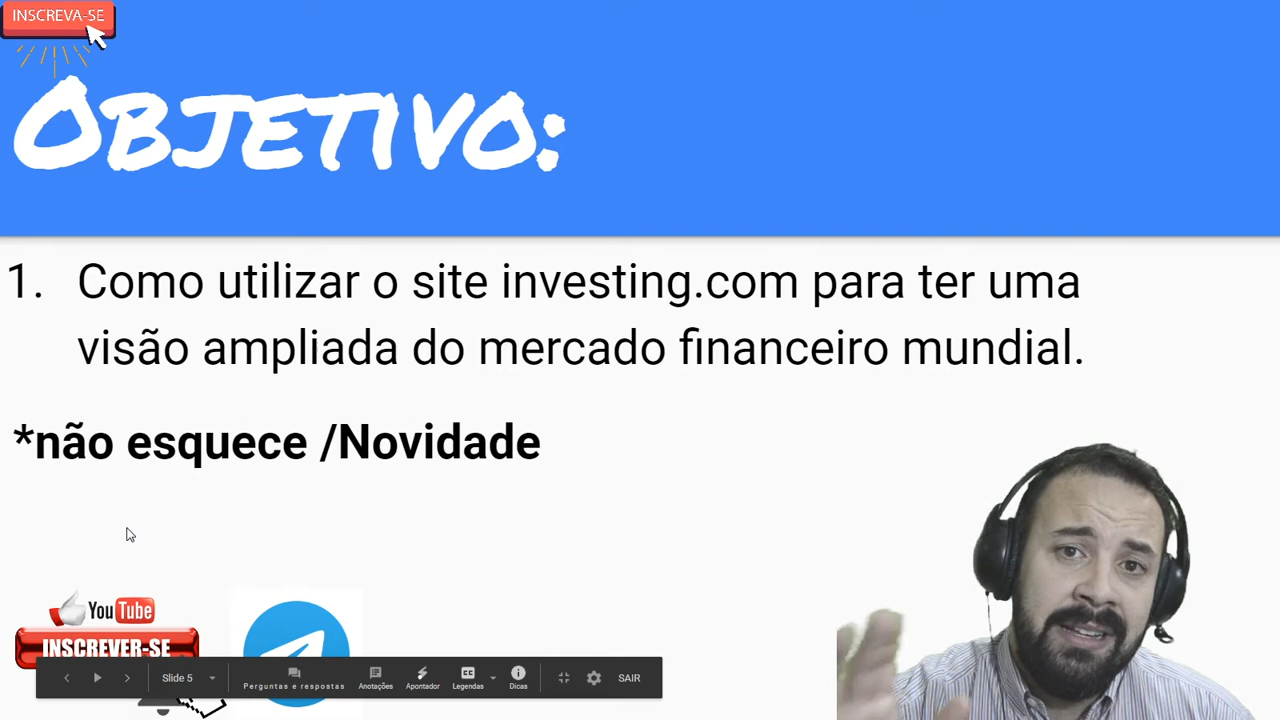 INSCREVA-SE
OBJETIVO:
1. Como utilizar o site investing.com para ter uma
visão ampliada do mercado financeiro mundial.
*não esquece /Novidade
YouTube
INSCREVER-SE
Slide 5
Perguntas e respostas
Anotações
Apontador
CC
Legendas
Dicas
SAIR